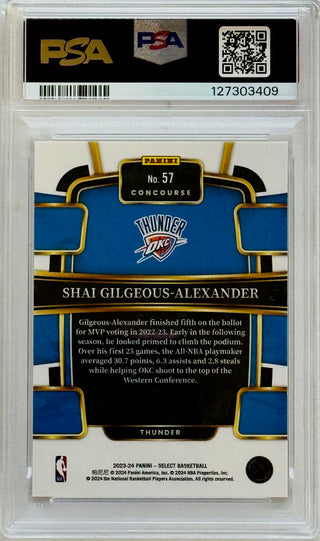 PSA
PSA
127303409
PANINI
No. 57
CONCOURSE
THUNDER
OKC
SHAI GILGEOUS-ALEXANDER
Gilgeous-Alexander finished fifth on the ballot
for MVP voting in 2022-23. Early in the following
season, he looked primed to climb the podium.
Over his first 25 games, the All-NBA playmaker
averaged 30.7 points, 6.3 assists and 2.8 steals
while helping OKC shoot to the top of the
Western Conference.
THUNDER
2023-24 PANINI – SELECT BASKETBALL
帕尼尼 © 2024 Panini America, Inc. © 2024 NBA Properties, Inc.
© 2024 the National Basketball Players Association. All rights reserved.